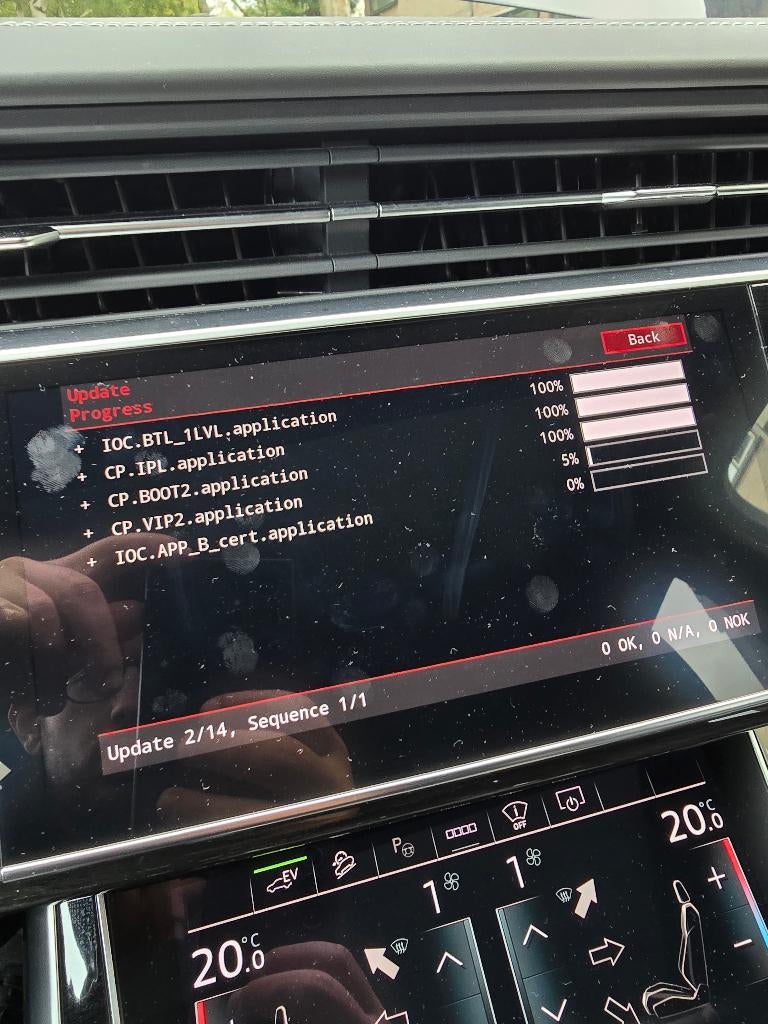 Back
Update
Progress
+ IOC.BTL_1LVL.application 100%
+ CP.IPL.application 100%
+ CP.BOOT2.application 100%
+ CP.VIP2.application 5%
+ IOC.APP_B_cert.application 0%
0 OK, 0 N/A, 0 NOK
Update 2/14, Sequence 1/1
EV
P
OFF
20.0°C
1
1
20.0°C
+
−